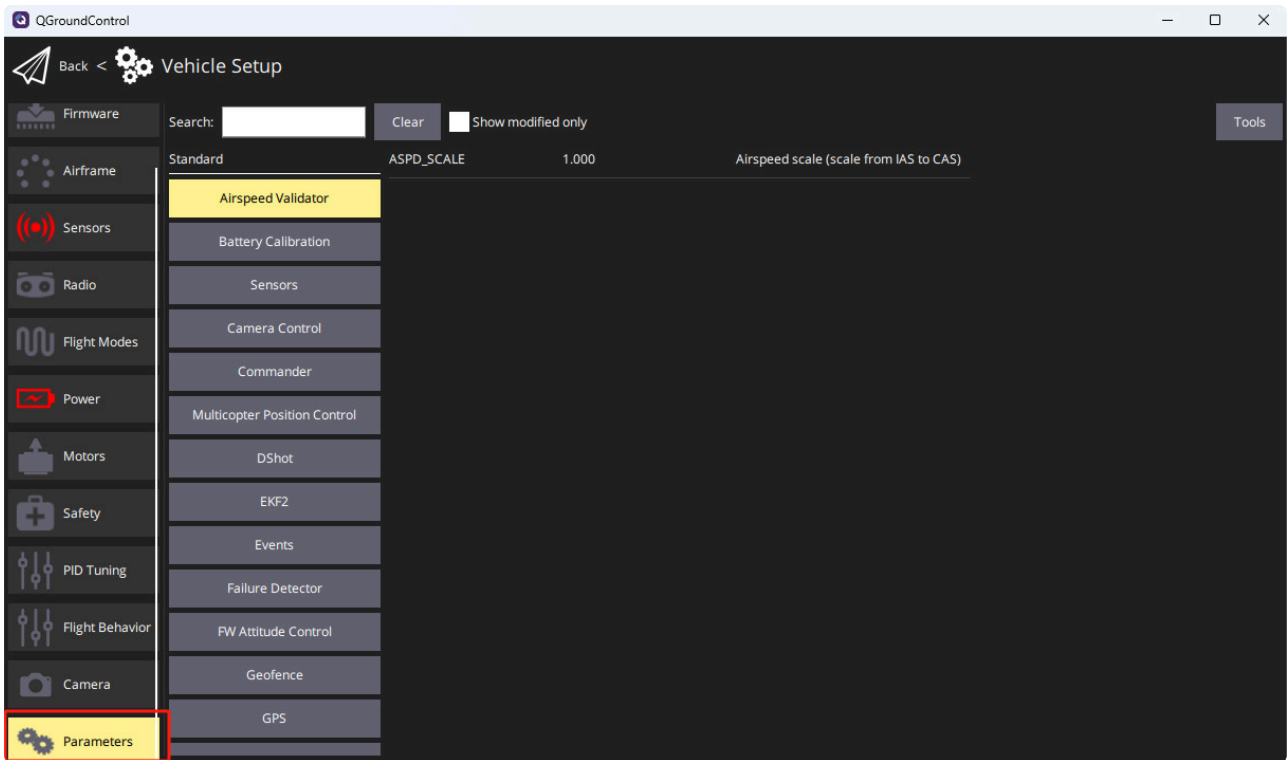 QGroundControl
Back < Vehicle Setup
Firmware
Airframe
Sensors
Radio
Flight Modes
Power
Motors
Safety
PID Tuning
Flight Behavior
Camera
Parameters
Search: Clear Show modified only Tools
Standard
Airspeed Validator
Battery Calibration
Sensors
Camera Control
Commander
Multicopter Position Control
DShot
EKF2
Events
Failure Detector
FW Attitude Control
Geofence
GPS
ASPD_SCALE 1.000 Airspeed scale (scale from IAS to CAS)